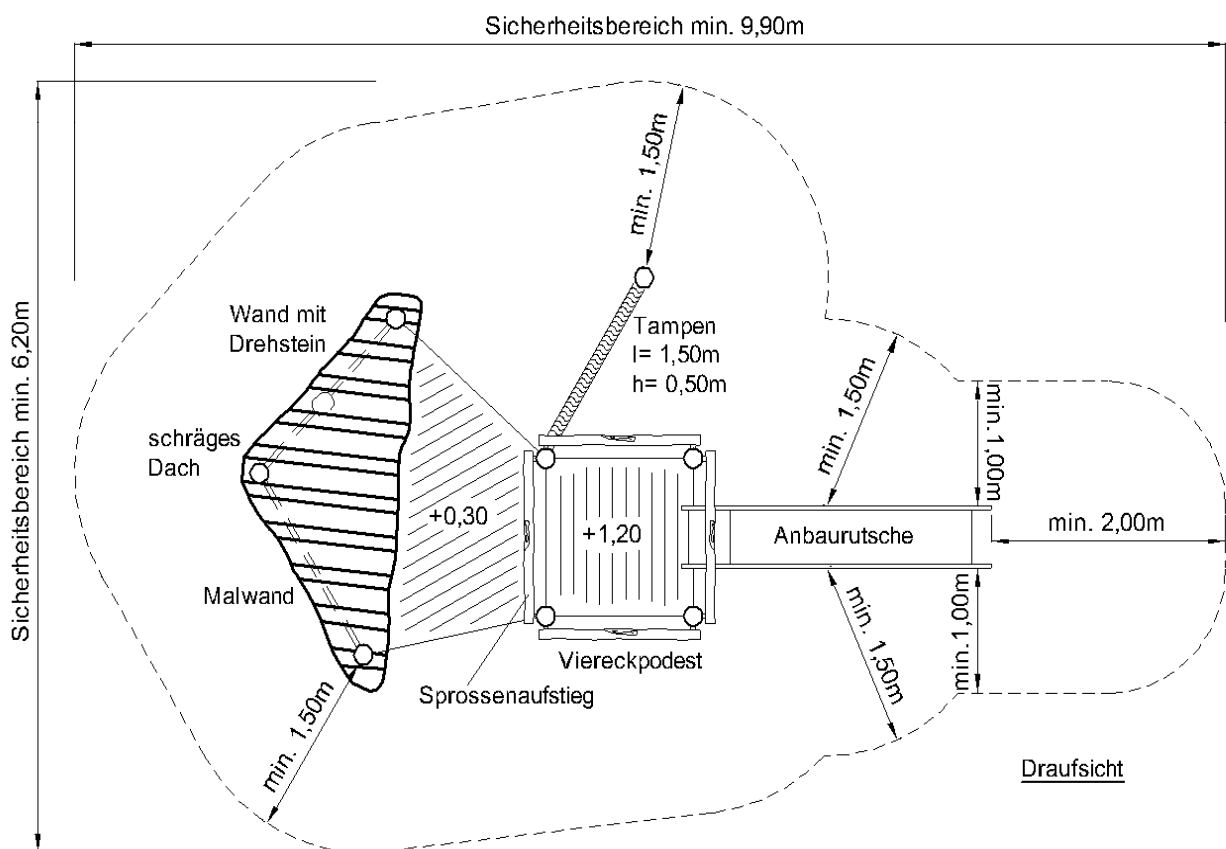 Sicherheitsbereich min. 9,90m
Sicherheitsbereich min. 6,20m
min. 1,50m
Wand mit
Drehstein
Tampen
l= 1,50m
h= 0,50m
min. 1,50m
min.1,00m
schräges
Dach
+0,30
+1,20
Anbaurutsche
min. 2,00m
Malwand
min. 1,50m
min.1,00m
Viereckpodest
Sprossenaufstieg
min. 1,50m
Draufsicht